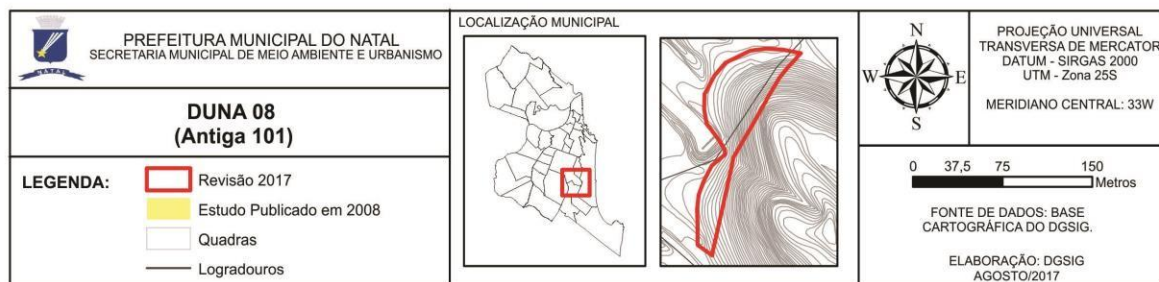 PREFEITURA MUNICIPAL DO NATAL
SECRETARIA MUNICIPAL DE MEIO AMBIENTE E URBANISMO
NATAL
DUNA 08
(Antiga 101)
LEGENDA:
Revisão 2017
Estudo Publicado em 2008
Quadras
Logradouros
LOCALIZAÇÃO MUNICIPAL
N
W
E
S
PROJEÇÃO UNIVERSAL
TRANSVERSA DE MERCATOR
DATUM - SIRGAS 2000
UTM - Zona 25S
MERIDIANO CENTRAL: 33W
0 37,5 75 150
Metros
FONTE DE DADOS: BASE
CARTOGRÁFICA DO DGSIG.
ELABORAÇÃO: DGSIG
AGOSTO/2017